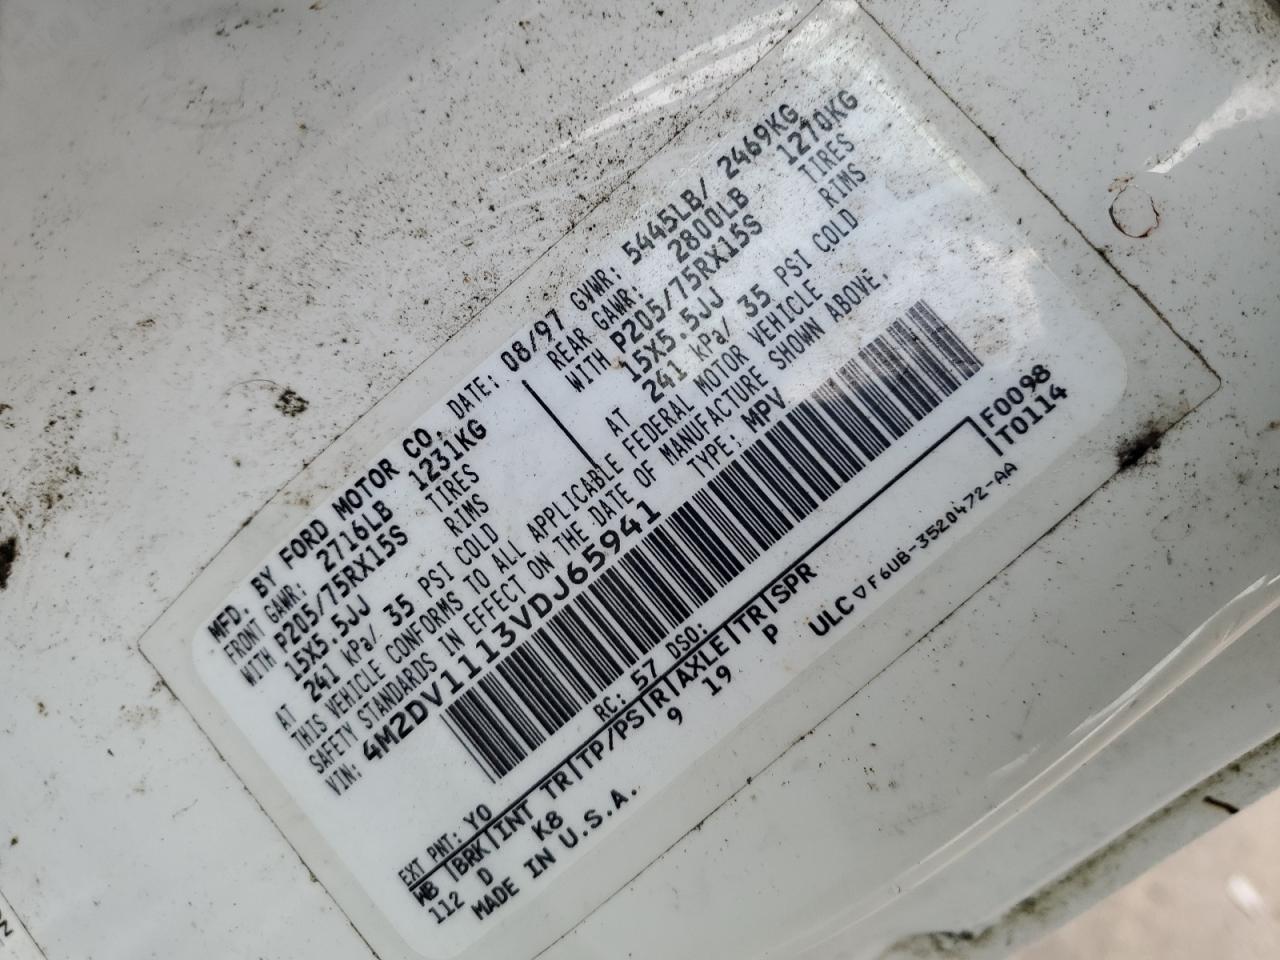 MFD. BY FORD MOTOR CO. DATE: 08/97 GVWR: 5445LB/ 2469KG
FRONT GAWR: 2716LB 1231KG REAR GAWR: 2800LB 1270KG
WITH P205/75RX15S TIRES WITH P205/75RX15S TIRES
15X5.5JJ RIMS 15X5.5JJ RIMS
AT 241 kPa/ 35 PSI COLD AT 241 kPa/ 35 PSI COLD
THIS VEHICLE CONFORMS TO ALL APPLICABLE FEDERAL MOTOR VEHICLE
SAFETY STANDARDS IN EFFECT ON THE DATE OF MANUFACTURE SHOWN ABOVE.
VIN: 4M2DV1113VDJ65941 TYPE: MPV
F0098
T0114
EXT PNT: YO RC: 57 DSO:
WB |BRK|INT TR|TP/PS|R|AXLE|TR|SPR
112 D K8 9 19 P
MADE IN U.S.A. ULC ▽ F6UB-3520472-AA